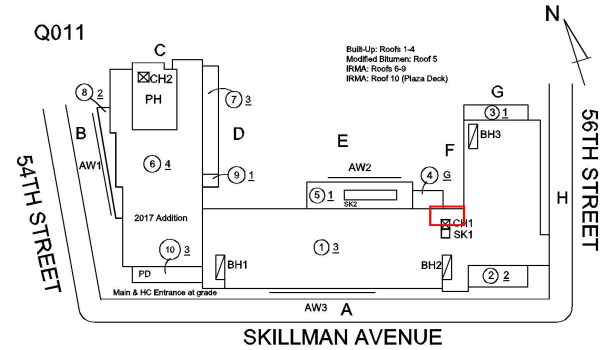 Q011
N
Built-Up: Roofs 1-4
Modified Bitumen: Roof 5
IRMA: Roofs 6-9
IRMA: Roof 10 (Plaza Deck)
C
CH2
PH
8 2
7 3
B
D
AW1
6 4
9 1
2017 Addition
10 3
PD
Main & HC Entrance at grade
E
AW2
5 1
SK2
4 G
F
G
3 1
BH3
H
CH1
SK1
1 3
BH1
BH2
2 2
AW3
A
54TH STREET
56TH STREET
SKILLMAN AVENUE